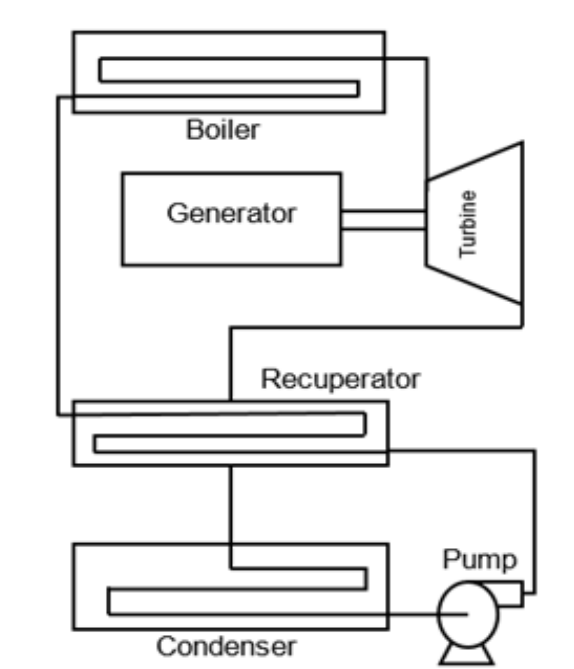 Boiler
Generator
Turbine
Recuperator
Pump
Condenser